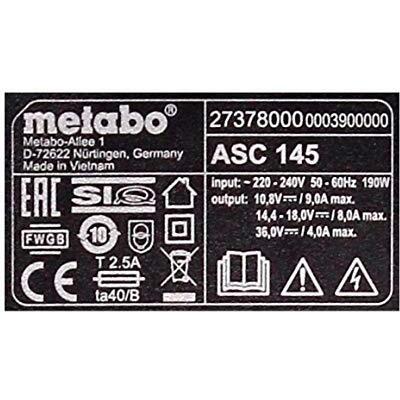 metabo®
Metabo-Allee 1
D-72622 Nürtingen, Germany
Made in Vietnam
EAC SIQ
FWGB 10
T 2.5A
CE ta40/B
27378000 0003900000
ASC 145
input: ~ 220 - 240V 50 - 60Hz 190W
output: 10,8V⎓ / 9,0A max.
14,4 - 18,0V⎓ / 8,0A max.
36,0V⎓ / 4,0A max.